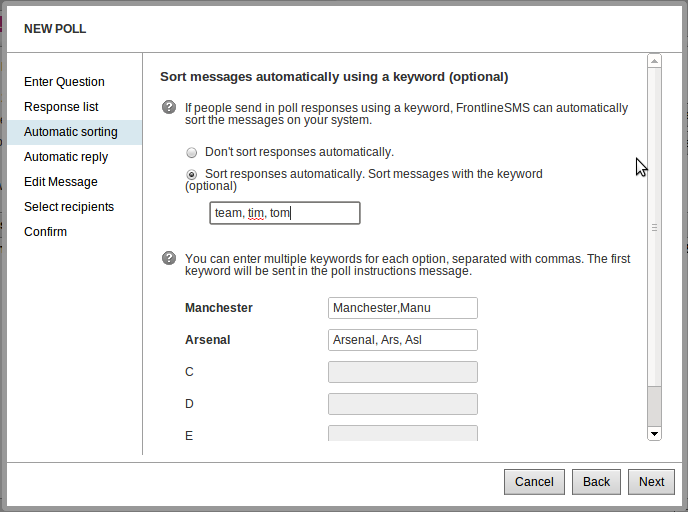 NEW POLL
Enter Question
Response list
Automatic sorting
Automatic reply
Edit Message
Select recipients
Confirm
Sort messages automatically using a keyword (optional)
? If people send in poll responses using a keyword, FrontlineSMS can automatically
sort the messages on your system.
Don't sort responses automatically.
Sort responses automatically. Sort messages with the keyword
(optional)
team, tim, tom
? You can enter multiple keywords for each option, separated with commas. The first
keyword will be sent in the poll instructions message.
Manchester Manchester,Manu
Arsenal Arsenal, Ars, Asl
C
D
E
Cancel Back Next